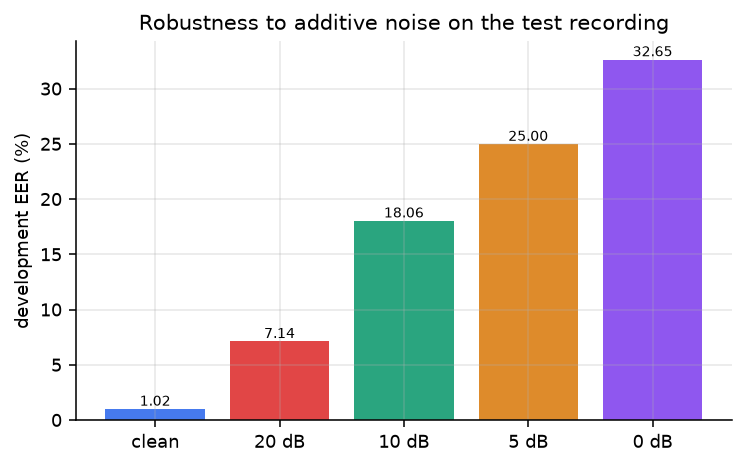 Robustness to additive noise on the test recording
development EER (%)
30
25
20
15
10
5
0
1.02
7.14
18.06
25.00
32.65
clean
20 dB
10 dB
5 dB
0 dB